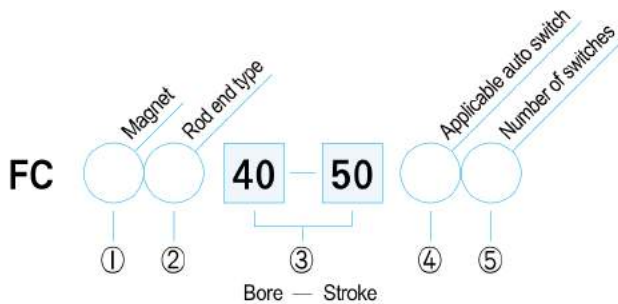 Magnet
Rod end type
Applicable auto switch
Number of switches
FC 40 — 50
① ② ③ ④ ⑤
Bore — Stroke